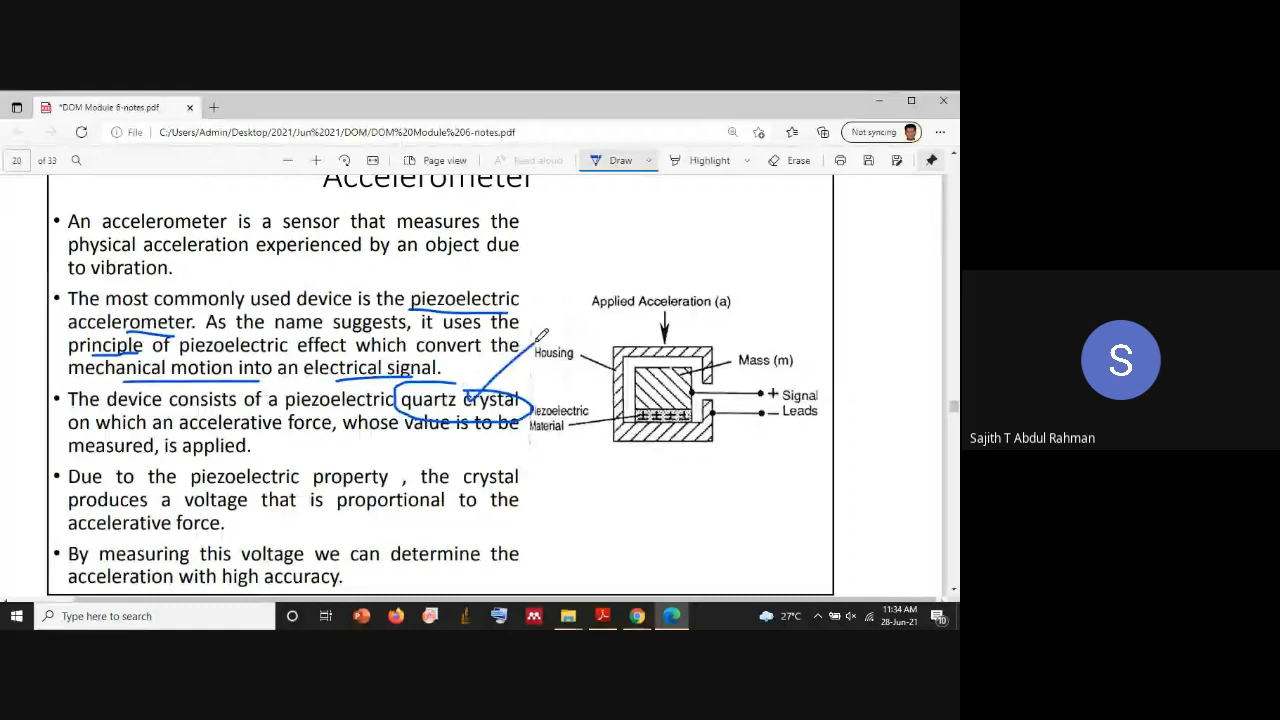 *DOM Module 6-notes.pdf
File
C:/Users/Admin/Desktop/2021/Jun%2021/DOM/DOM%20Module%206-notes.pdf
Not syncing
20 of 33
Page view
Read aloud
Draw
Highlight
Erase
Accelerometer
• An accelerometer is a sensor that measures the
physical acceleration experienced by an object due
to vibration.
• The most commonly used device is the piezoelectric
accelerometer. As the name suggests, it uses the
principle of piezoelectric effect which convert the
mechanical motion into an electrical signal.
• The device consists of a piezoelectric quartz crystal
on which an accelerative force, whose value is to be
measured, is applied.
• Due to the piezoelectric property , the crystal
produces a voltage that is proportional to the
accelerative force.
• By measuring this voltage we can determine the
acceleration with high accuracy.
Applied Acceleration (a)
Housing
Mass (m)
+ Signal
– Leads
iezoelectric
Material
S
Sajith T Abdul Rahman
Type here to search
27°C
11:34 AM
28-Jun-21
10